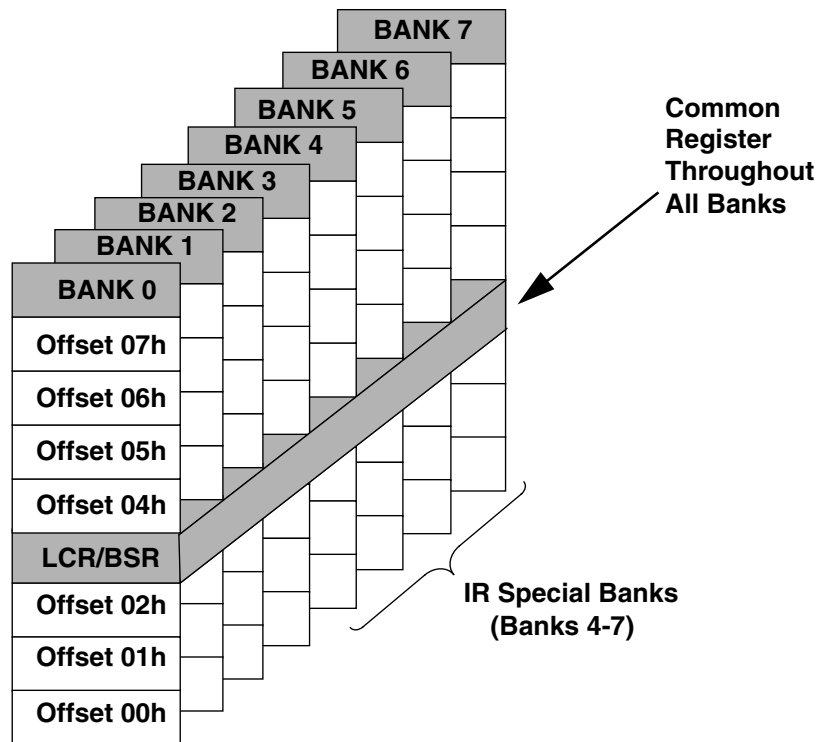 BANK 7
BANK 6
BANK 5
BANK 4
BANK 3
BANK 2
BANK 1
BANK 0
Offset 07h
Offset 06h
Offset 05h
Offset 04h
LCR/BSR
Offset 02h
Offset 01h
Offset 00h
Common
Register
Throughout
All Banks
IR Special Banks
(Banks 4-7)